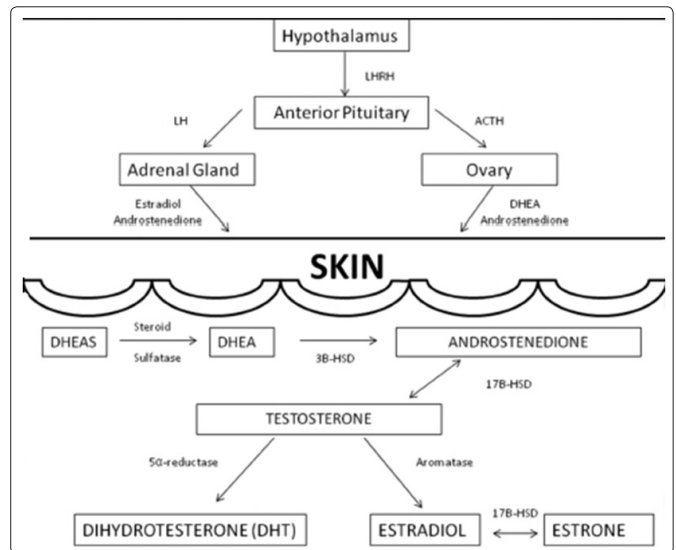 Hypothalamus
LHRH
Anterior Pituitary
LH
ACTH
Adrenal Gland
Ovary
Estradiol
Androstenedione
DHEA
Androstenedione
SKIN
DHEAS
Steroid
Sulfatase
DHEA
3B-HSD
ANDROSTENEDIONE
17B-HSD
TESTOSTERONE
5α-reductase
Aromatase
DIHYDROTESTERONE (DHT)
ESTRADIOL
17B-HSD
ESTRONE